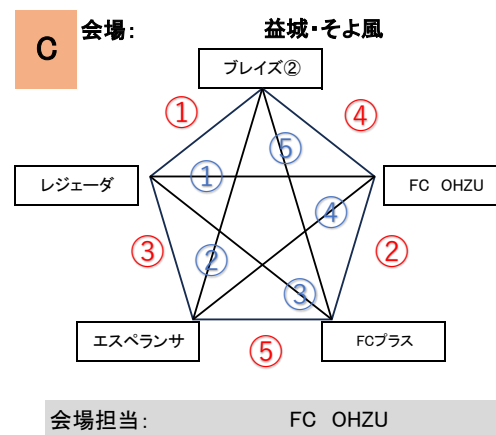 C
会場: 益城・そよ風
ブレイズ②
① ④
⑤
レジェーダ ① FC OHZU
④
③ ② ②
③
エスペランサ FCプラス
⑤
会場担当: FC OHZU